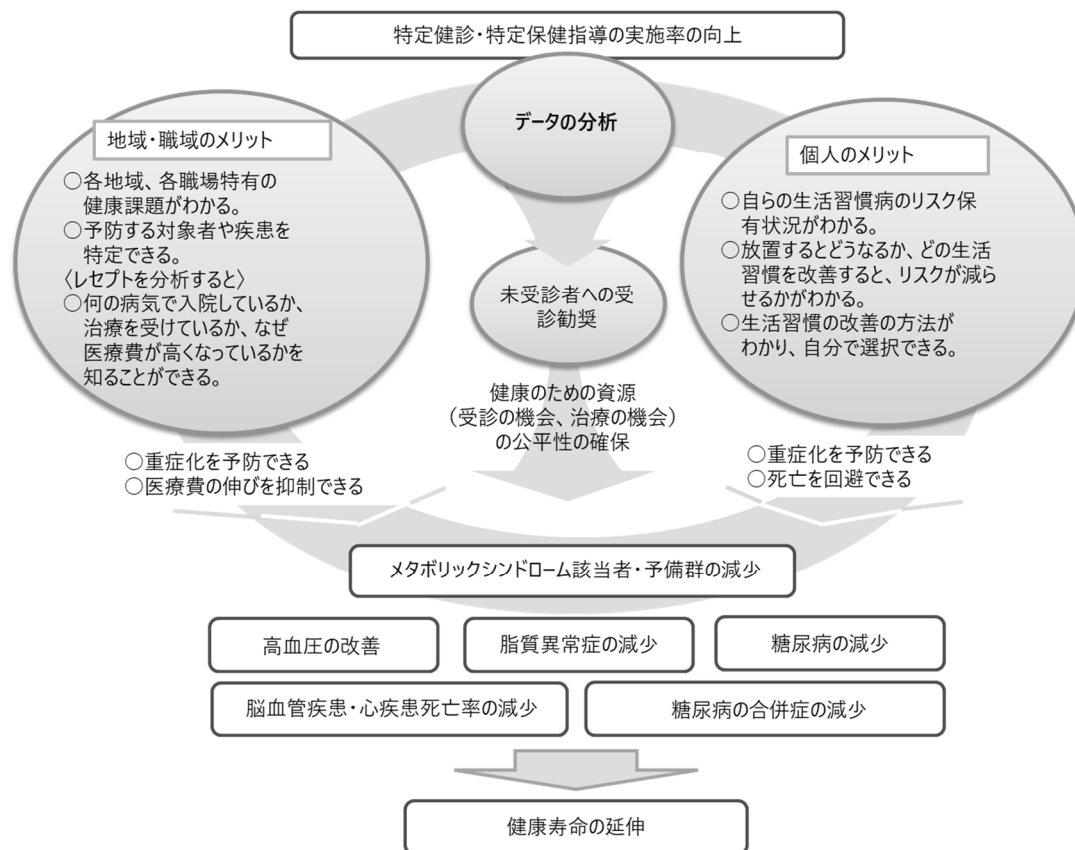 特定健診・特定保健指導の実施率の向上
データの分析
地域・職域のメリット
○各地域、各職場特有の
健康課題がわかる。
○予防する対象者や疾患を
特定できる。
〈レセプトを分析すると〉
○何の病気で入院しているか、
治療を受けているか、なぜ
医療費が高くなっているかを
知ることができる。
個人のメリット
○自らの生活習慣病のリスク保
有状況がわかる。
○放置するとどうなるか、どの生活
習慣を改善すると、リスクが減ら
せるかがわかる。
○生活習慣の改善の方法が
わかり、自分で選択できる。
未受診者への受
診勧奨
健康のための資源
（受診の機会、治療の機会）
の公平性の確保
○重症化を予防できる
○医療費の伸びを抑制できる
○重症化を予防できる
○死亡を回避できる
メタボリックシンドローム該当者・予備群の減少
高血圧の改善
脂質異常症の減少
糖尿病の減少
脳血管疾患・心疾患死亡率の減少
糖尿病の合併症の減少
健康寿命の延伸